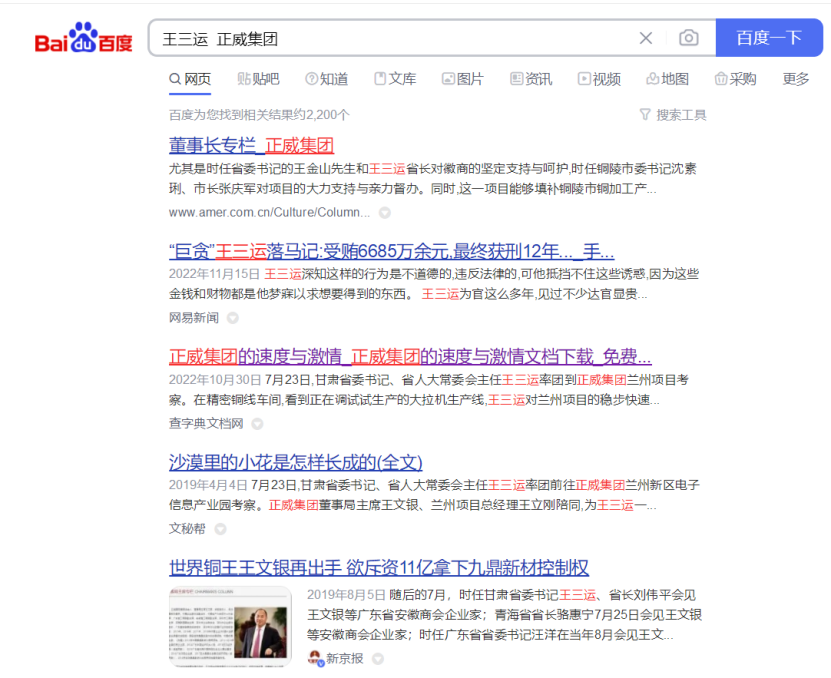 Bai du 百度
王三运 正威集团
百度一下
网页 贴吧 知道 文库 图片 资讯 视频 地图 采购 更多
百度为您找到相关结果约2,200个 搜索工具
董事长专栏_正威集团
尤其是时任省委书记的王金山先生和王三运省长对徽商的坚定支持与呵护,时任铜陵市委书记沈素
琍、市长张庆军对项目的大力支持与亲力督办。同时,这一项目能够填补铜陵市铜加工产...
www.amer.com.cn/Culture/Column...
“巨贪”王三运落马记:受贿6685万余元,最终获刑12年..._手...
2022年11月15日 王三运深知这样的行为是不道德的,违反法律的,可他抵挡不住这些诱惑,因为这些
金钱和财物都是他梦寐以求想要得到的东西。 王三运为官这么多年,见过不少达官显贵...
网易新闻
正威集团的速度与激情_正威集团的速度与激情文档下载_免费...
2022年10月30日 7月23日,甘肃省委书记、省人大常委会主任王三运率团到正威集团兰州项目考
察。在精密铜线车间,看到正在调试试生产的大拉机生产线,王三运对兰州项目的稳步快速...
查字典文档网
沙漠里的小花是怎样长成的(全文)
2019年4月4日 7月23日,甘肃省委书记、省人大常委会主任王三运率团前往正威集团兰州新区电子
信息产业园考察。正威集团董事局主席王文银、兰州项目总经理王立刚陪同,为王三运一...
文秘帮
世界铜王王文银再出手 欲斥资11亿拿下九鼎新材控制权
2019年8月5日 随后的7月，时任甘肃省委书记王三运、省长刘伟平会见
王文银等广东省安徽商会企业家；青海省省长骆惠宁7月25日会见王文银
等安徽商会企业家；时任广东省省委书记汪洋在当年8月会见王文...
新京报